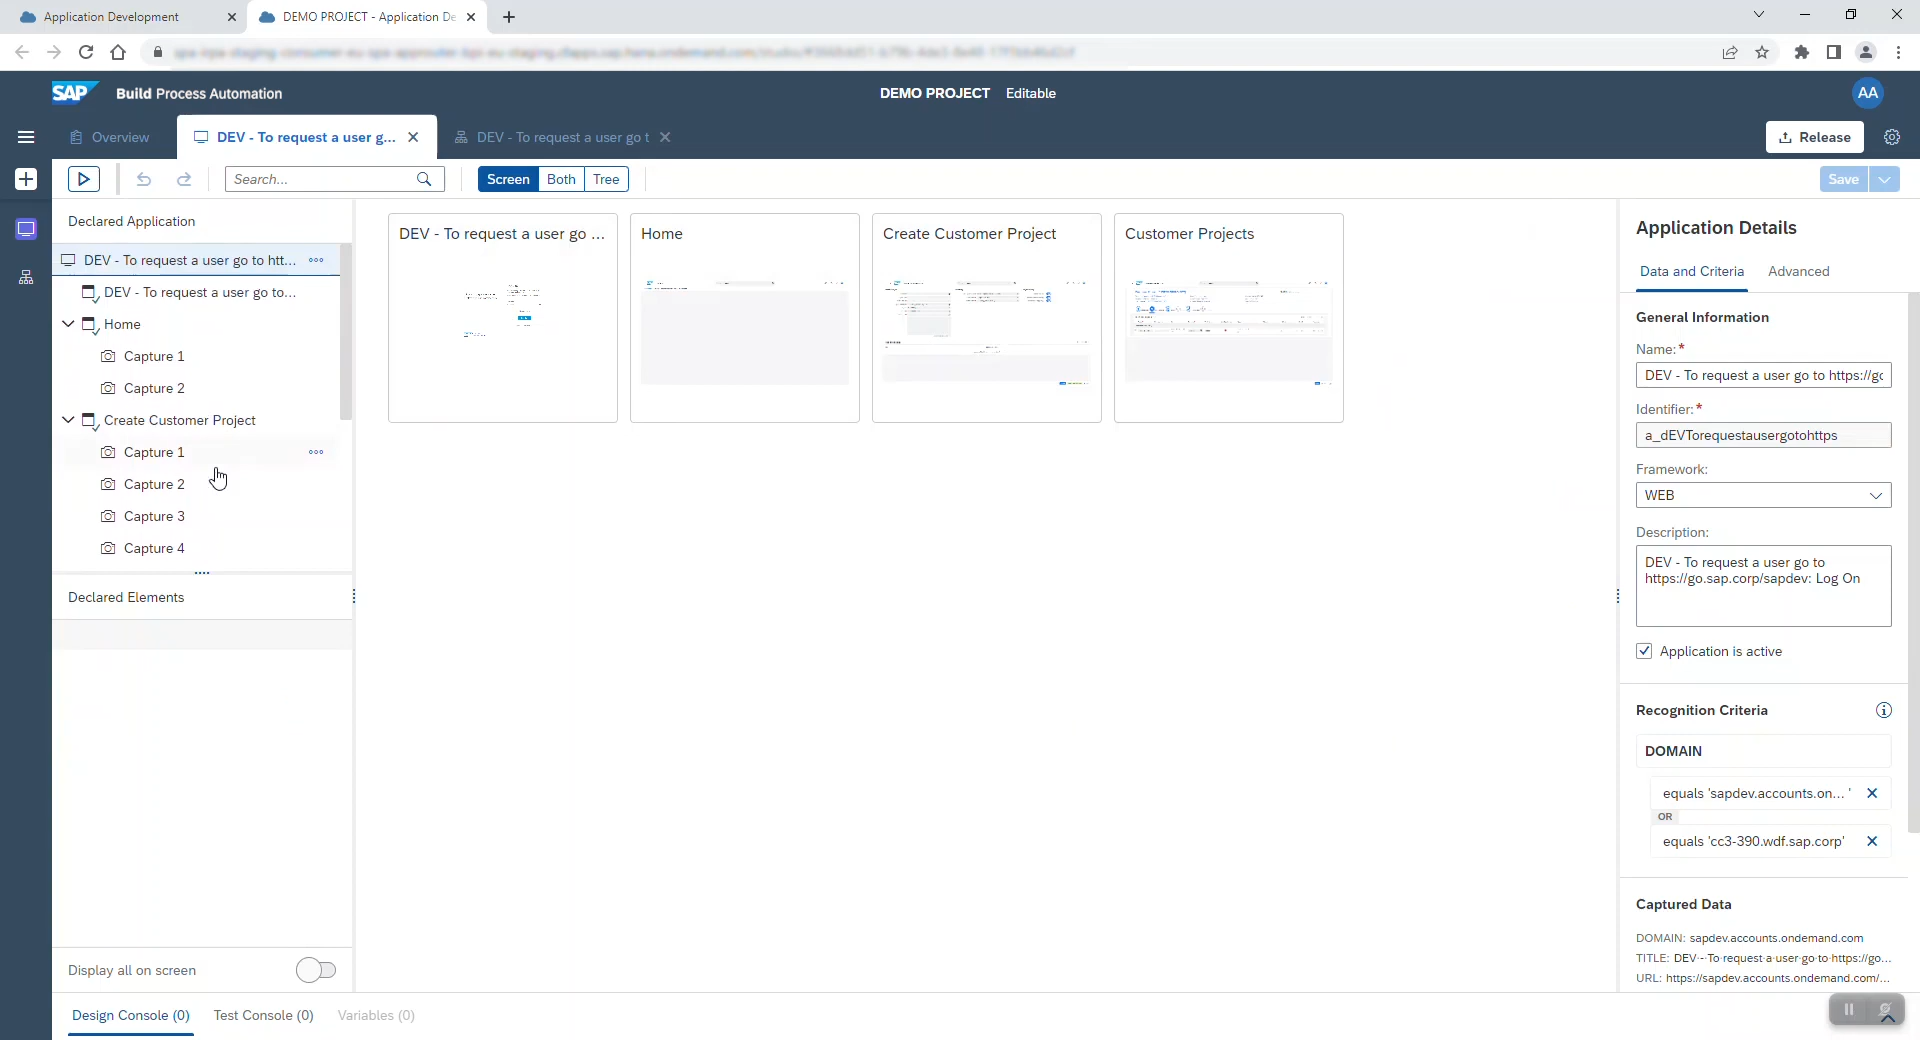 Application Development
DEMO PROJECT - Application De
SAP Build Process Automation
DEMO PROJECT Editable
AA
Overview
DEV - To request a user g...
DEV - To request a user go t
Release
Search...
Screen Both Tree
Save
Declared Application
DEV - To request a user go to htt...
DEV - To request a user go to...
Home
Capture 1
Capture 2
Create Customer Project
Capture 1
Capture 2
Capture 3
Capture 4
Declared Elements
Display all on screen
DEV - To request a user go ...
Home
Create Customer Project
Customer Projects
Application Details
Data and Criteria Advanced
General Information
Name:*
DEV - To request a user go to https://gc
Identifier:*
a_dEVTorequestausergotohttps
Framework:
WEB
Description:
DEV - To request a user go to
https://go.sap.corp/sapdev: Log On
Application is active
Recognition Criteria
DOMAIN
equals 'sapdev.accounts.on... '
OR
equals 'cc3-390.wdf.sap.corp'
Captured Data
DOMAIN: sapdev.accounts.ondemand.com
TITLE: DEV·-·To·request·a·user·go·to·https://go...
URL: https://sapdev.accounts.ondemand.com/...
Design Console (0) Test Console (0) Variables (0)